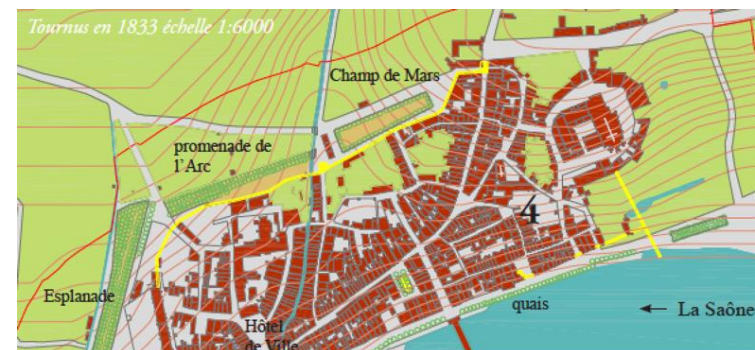 Tournus en 1833 échelle 1:6000
Champ de Mars
promenade de
l'Arc
4
Esplanade
quais
← La Saône
Hôtel
de Ville